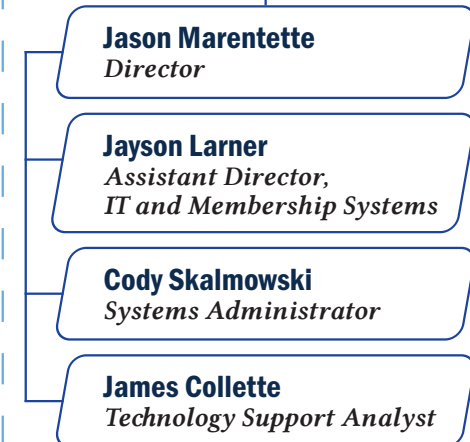 Jason Marentette
Director
Jayson Larner
Assistant Director,
IT and Membership Systems
Cody Skalmowski
Systems Administrator
James Collette
Technology Support Analyst